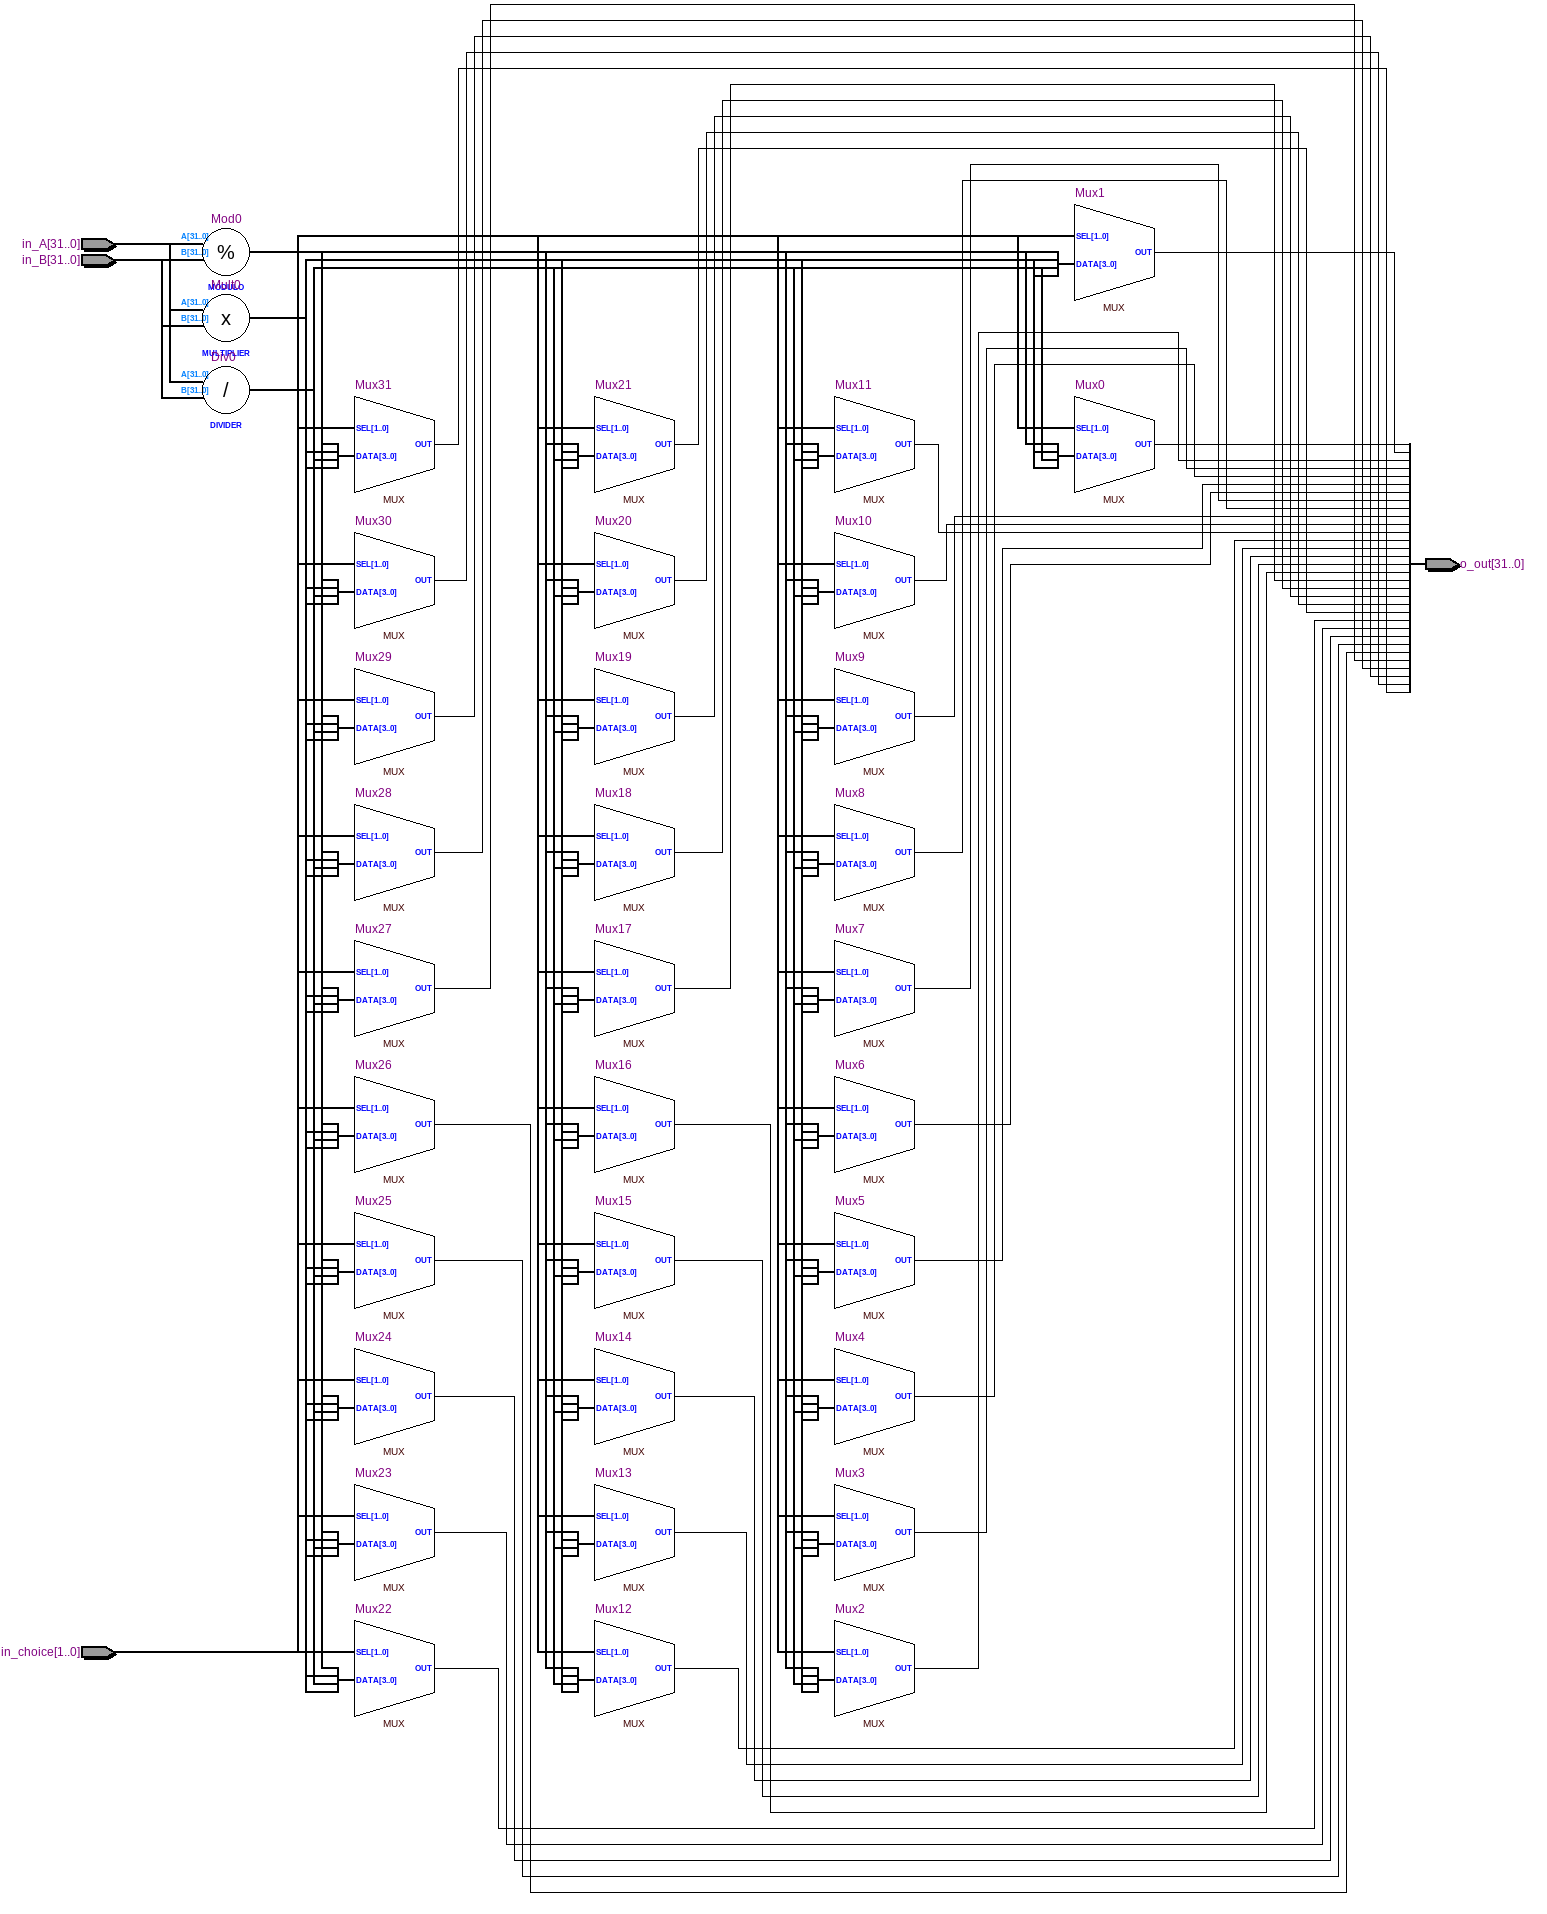 Mod0
in_A[31..0]
A[31..0]
in_B[31..0]
B[31..0]
%
MODULO
Mult0
A[31..0]
B[31..0]
x
MULTIPLIER
Div0
A[31..0]
B[31..0]
/
DIVIDER
Mux1
SEL[1..0]
OUT
DATA[3..0]
MUX
Mux31
SEL[1..0]
OUT
DATA[3..0]
MUX
Mux21
SEL[1..0]
OUT
DATA[3..0]
MUX
Mux11
SEL[1..0]
OUT
DATA[3..0]
MUX
Mux0
SEL[1..0]
OUT
DATA[3..0]
MUX
Mux30
SEL[1..0]
OUT
DATA[3..0]
MUX
Mux20
SEL[1..0]
OUT
DATA[3..0]
MUX
Mux10
SEL[1..0]
OUT
DATA[3..0]
MUX
o_out[31..0]
Mux29
SEL[1..0]
OUT
DATA[3..0]
MUX
Mux19
SEL[1..0]
OUT
DATA[3..0]
MUX
Mux9
SEL[1..0]
OUT
DATA[3..0]
MUX
Mux28
SEL[1..0]
OUT
DATA[3..0]
MUX
Mux18
SEL[1..0]
OUT
DATA[3..0]
MUX
Mux8
SEL[1..0]
OUT
DATA[3..0]
MUX
Mux27
SEL[1..0]
OUT
DATA[3..0]
MUX
Mux17
SEL[1..0]
OUT
DATA[3..0]
MUX
Mux7
SEL[1..0]
OUT
DATA[3..0]
MUX
Mux26
SEL[1..0]
OUT
DATA[3..0]
MUX
Mux16
SEL[1..0]
OUT
DATA[3..0]
MUX
Mux6
SEL[1..0]
OUT
DATA[3..0]
MUX
Mux25
SEL[1..0]
OUT
DATA[3..0]
MUX
Mux15
SEL[1..0]
OUT
DATA[3..0]
MUX
Mux5
SEL[1..0]
OUT
DATA[3..0]
MUX
Mux24
SEL[1..0]
OUT
DATA[3..0]
MUX
Mux14
SEL[1..0]
OUT
DATA[3..0]
MUX
Mux4
SEL[1..0]
OUT
DATA[3..0]
MUX
Mux23
SEL[1..0]
OUT
DATA[3..0]
MUX
Mux13
SEL[1..0]
OUT
DATA[3..0]
MUX
Mux3
SEL[1..0]
OUT
DATA[3..0]
MUX
in_choice[1..0]
Mux22
SEL[1..0]
OUT
DATA[3..0]
MUX
Mux12
SEL[1..0]
OUT
DATA[3..0]
MUX
Mux2
SEL[1..0]
OUT
DATA[3..0]
MUX